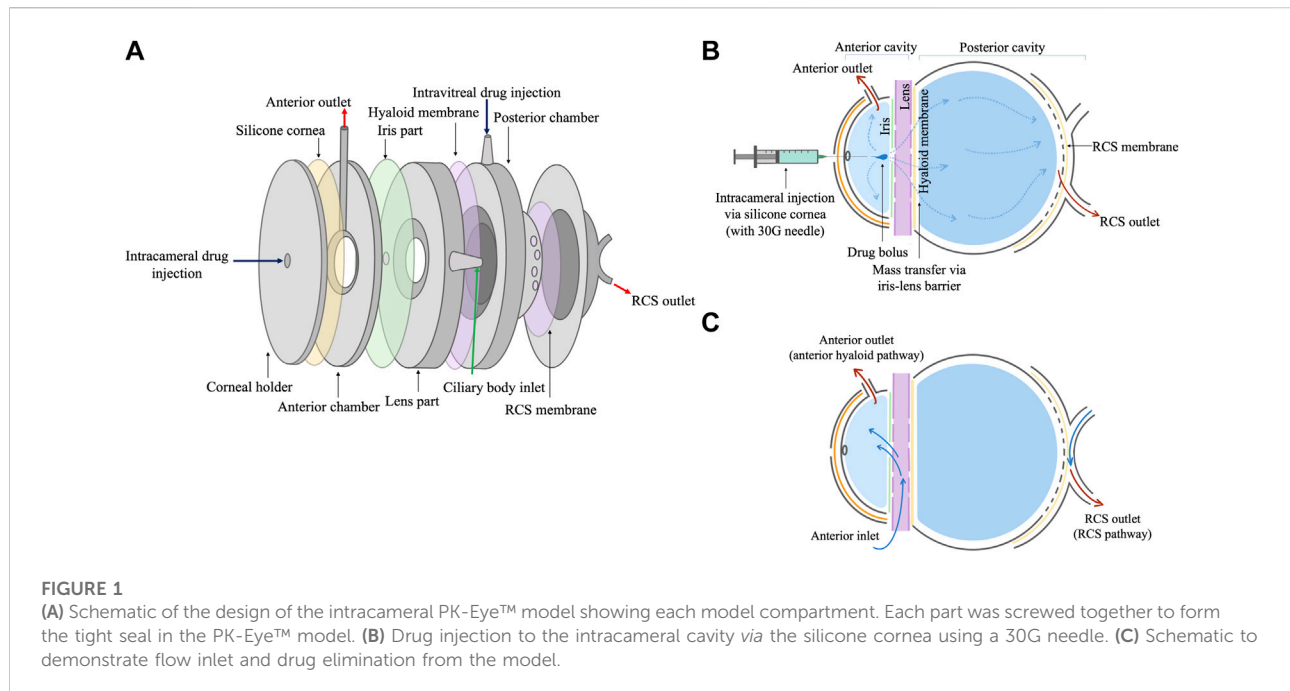 A
Anterior outlet
Silicone cornea
Hyaloid membrane
Iris part
Intravitreal drug injection
Posterior chamber
Intracameral drug
injection
RCS outlet
Corneal holder
Anterior chamber
Lens part
Ciliary body inlet
RCS membrane
B
Anterior cavity
Posterior cavity
Anterior outlet
Iris
Lens
Hyaloid membrane
RCS membrane
Intracameral injection
via silicone cornea
(with 30G needle)
RCS outlet
Drug bolus
Mass transfer via
iris-lens barrier
C
Anterior outlet
(anterior hyaloid pathway)
Anterior inlet
RCS outlet
(RCS pathway)
FIGURE 1
(A) Schematic of the design of the intracameral PK-Eye™ model showing each model compartment. Each part was screwed together to form
the tight seal in the PK-Eye™ model. (B) Drug injection to the intracameral cavity via the silicone cornea using a 30G needle. (C) Schematic to
demonstrate flow inlet and drug elimination from the model.